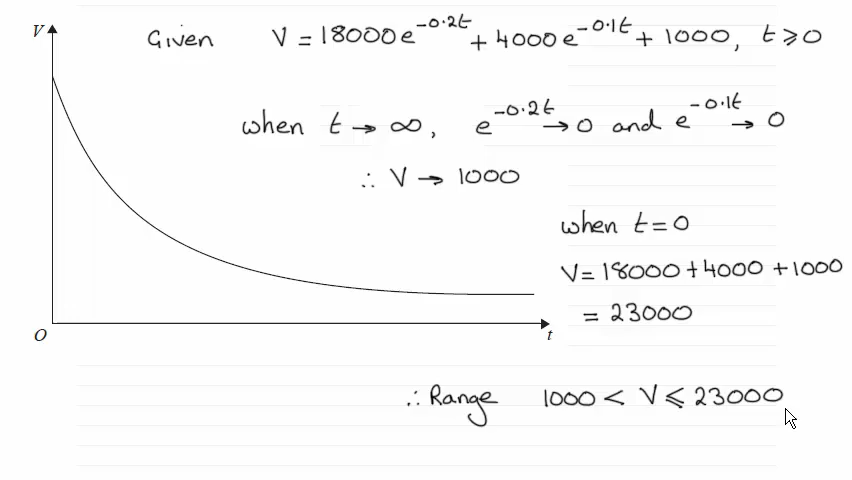 V
Given V = 18000e^-0.2t + 4000e^-0.1t + 1000, t ⩾ 0
when t → ∞, e^-0.2t → 0 and e^-0.1t → 0
∴ V → 1000
when t = 0
V = 18000 + 4000 + 1000
= 23000
O t
∴ Range 1000 < V ⩽ 23000